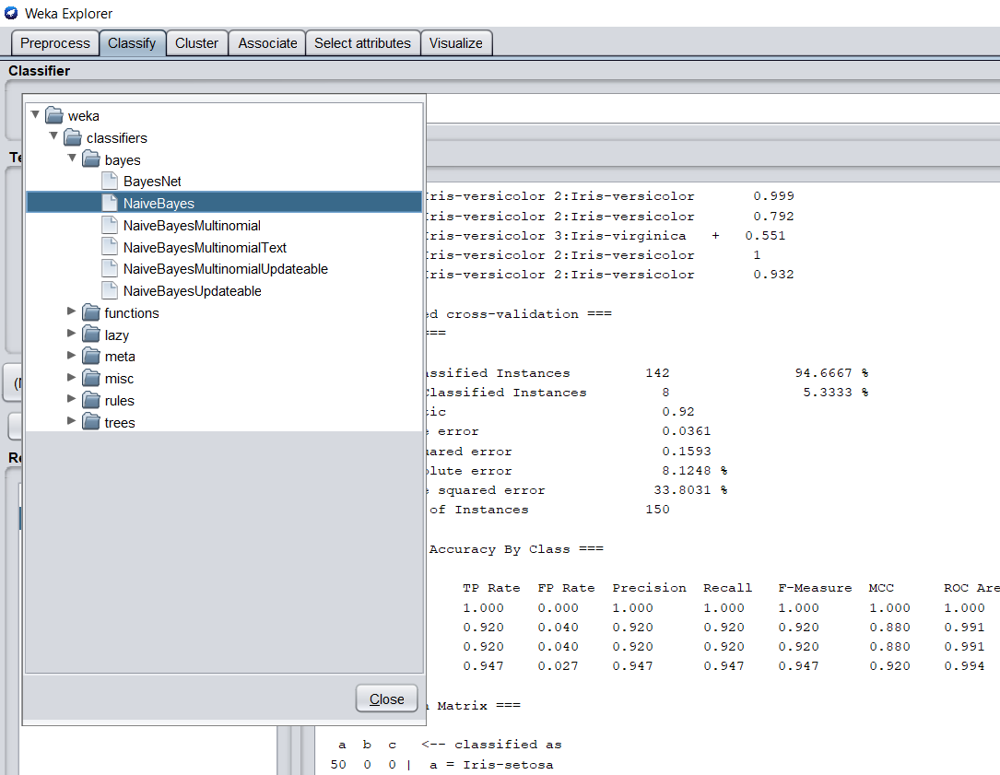 Weka Explorer
Preprocess Classify Cluster Associate Select attributes Visualize
Classifier
weka
classifiers
bayes
BayesNet
NaiveBayes
NaiveBayesMultinomial
NaiveBayesMultinomialText
NaiveBayesMultinomialUpdateable
NaiveBayesUpdateable
functions
lazy
meta
misc
rules
trees
Close
Iris-versicolor 2:Iris-versicolor 0.999
Iris-versicolor 2:Iris-versicolor 0.792
Iris-versicolor 3:Iris-virginica + 0.551
Iris-versicolor 2:Iris-versicolor 1
Iris-versicolor 2:Iris-versicolor 0.932
ed cross-validation ===
===
assified Instances 142 94.6667 %
Classified Instances 8 5.3333 %
tic 0.92
e error 0.0361
uared error 0.1593
olute error 8.1248 %
e squared error 33.8031 %
of Instances 150
Accuracy By Class ===
TP Rate FP Rate Precision Recall F-Measure MCC ROC Are
1.000 0.000 1.000 1.000 1.000 1.000 1.000
0.920 0.040 0.920 0.920 0.920 0.880 0.991
0.920 0.040 0.920 0.920 0.920 0.880 0.991
0.947 0.027 0.947 0.947 0.947 0.920 0.994
Matrix ===
a b c <-- classified as
50 0 0 | a = Iris-setosa